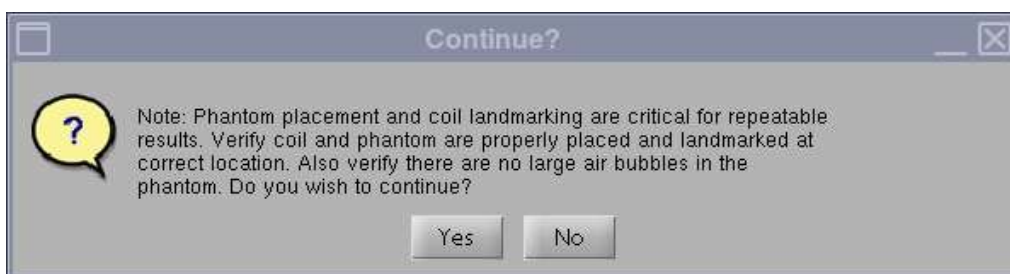 Continue?
?
Note: Phantom placement and coil landmarking are critical for repeatable
results. Verify coil and phantom are properly placed and landmarked at
correct location. Also verify there are no large air bubbles in the
phantom. Do you wish to continue?
Yes No